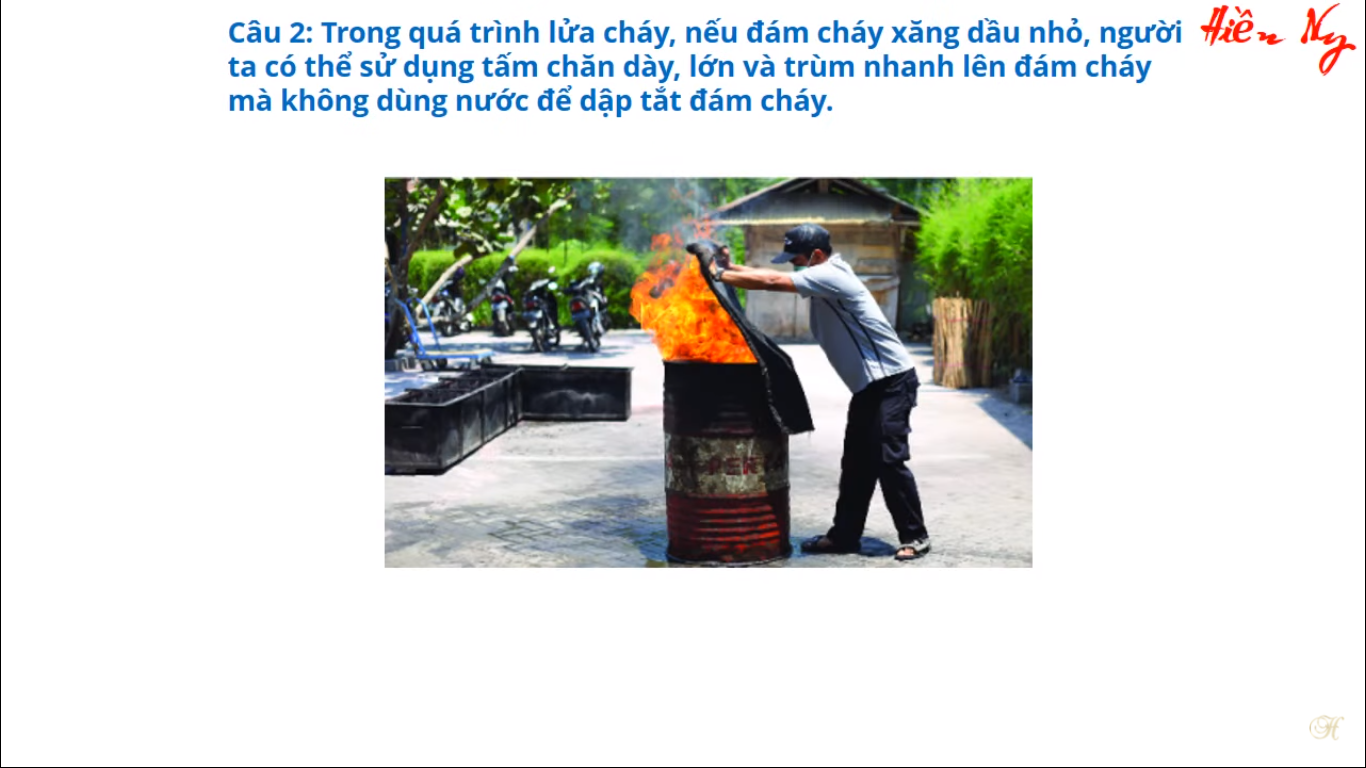 Câu 2: Trong quá trình lửa cháy, nếu đám cháy xăng dầu nhỏ, người
ta có thể sử dụng tấm chăn dày, lớn và trùm nhanh lên đám cháy
mà không dùng nước để dập tắt đám cháy.
Hiền Ny
H